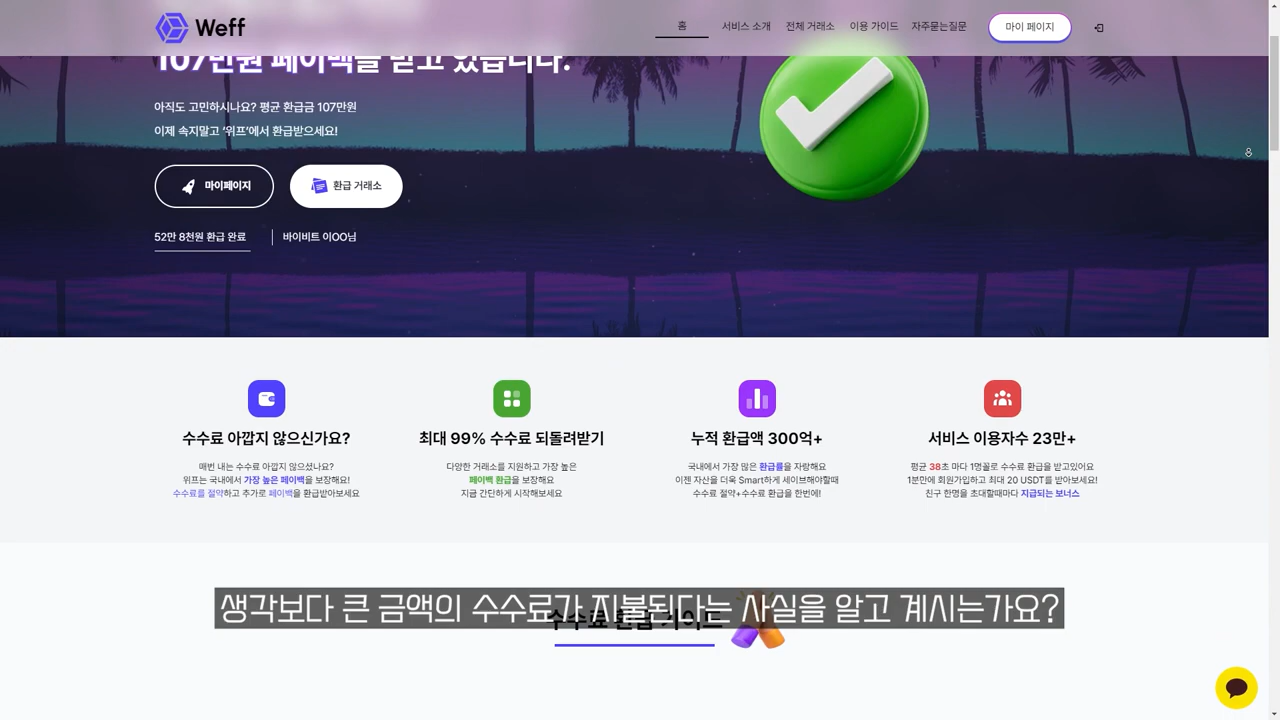 Weff
홈
서비스 소개
전체 거래소
이용 가이드
자주묻는질문
마이 페이지
107만원 페이백을 받고 있습니다.
아직도 고민하시나요? 평균 환급금 107만원
이제 속지말고 '위프'에서 환급받으세요!
마이페이지
환급 거래소
52만 8천원 환급 완료
바이비트 이OO님
수수료 아깝지 않으신가요?
매번 내는 수수료 아깝지 않으셨나요?
위프는 국내에서 가장 높은 페이백을 보장해요!
수수료를 절약하고 추가로 페이백을 환급받아보세요
최대 99% 수수료 되돌려받기
다양한 거래소를 지원하고 가장 높은
페이백 환급을 보장해요
지금 간단하게 시작해보세요
누적 환급액 300억+
국내에서 가장 많은 환급률을 자랑해요
이젠 자산을 더욱 Smart하게 세이브해야할때
수수료 절약+수수료 환급을 한번에!
서비스 이용자수 23만+
평균 38초 마다 1명꼴로 수수료 환급을 받고있어요
1분만에 회원가입하고 최대 20 USDT를 받아보세요!
친구 한명을 초대할때마다 지급되는 보너스
생각보다 큰 금액의 수수료가 지불된다는 사실을 알고 계시는가요?
수수료 환급 가이드